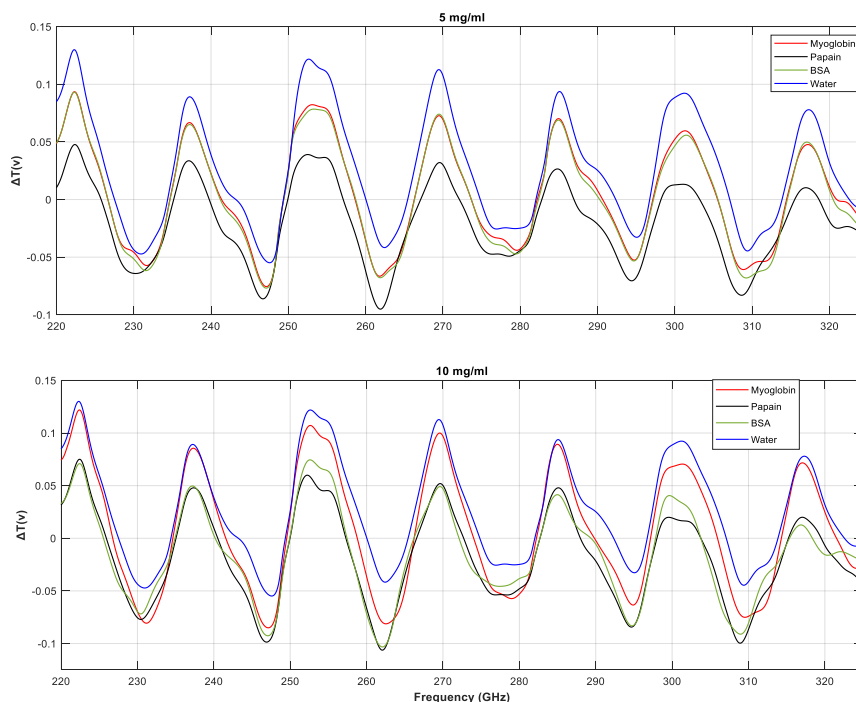 5 mg/ml
0.15
0.1
0.05
0
-0.05
-0.1
ΔT(v)
220 230 240 250 260 270 280 290 300 310 320
Myoglobin
Papain
BSA
Water
10 mg/ml
0.15
0.1
0.05
0
-0.05
-0.1
ΔT(v)
220 230 240 250 260 270 280 290 300 310 320
Frequency (GHz)
Myoglobin
Papain
BSA
Water